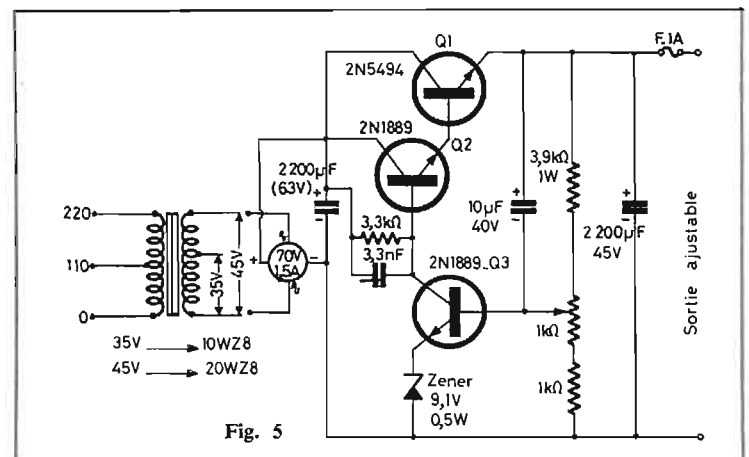 Q1
F.1A
2N5494
2N1889
Q2
2200µF
(63V)
+
-
3,9kΩ
1W
10µF
40V
+
-
2200µF
45V
+
-
3,3kΩ
3,3nF
220
110
0
35V
45V
+
70V
1,5A
-
2N1889_Q3
1kΩ
1kΩ
Sortie ajustable
35V → 10WZ8
45V → 20WZ8
Zener
9,1V
0,5W
Fig. 5